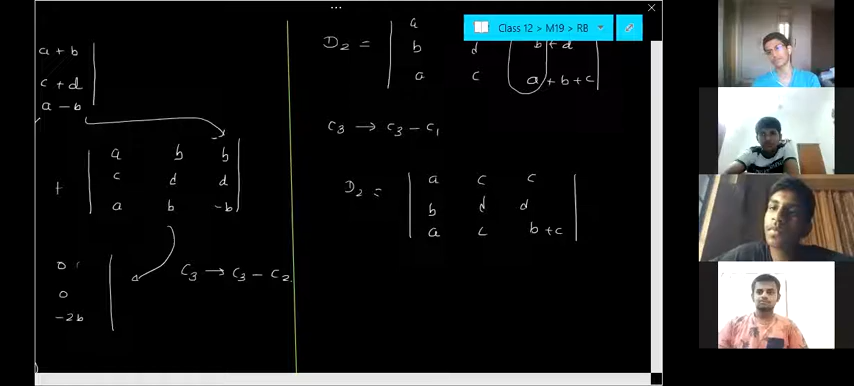 a + b
c + d
a - b
+
a b b
c d d
a b -b
0
0
-2b
C3 → C3 - C2
Class 12 > M19 > RB
D2 =
a
b d b + d
a c a + b + c
C3 → C3 - C1
D2 =
a c c
b d d
a c b + c